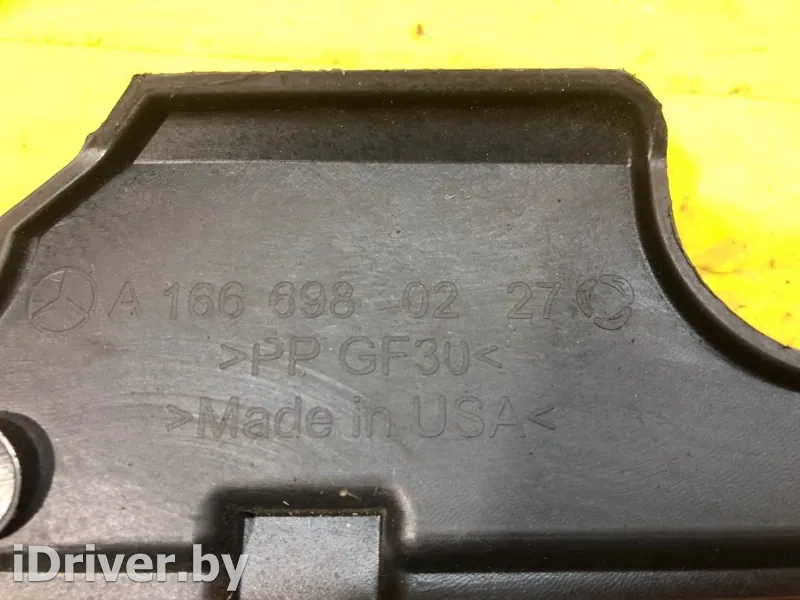 A 166 698 02 27
>PP GF30<
>Made in USA<
iDriver.by